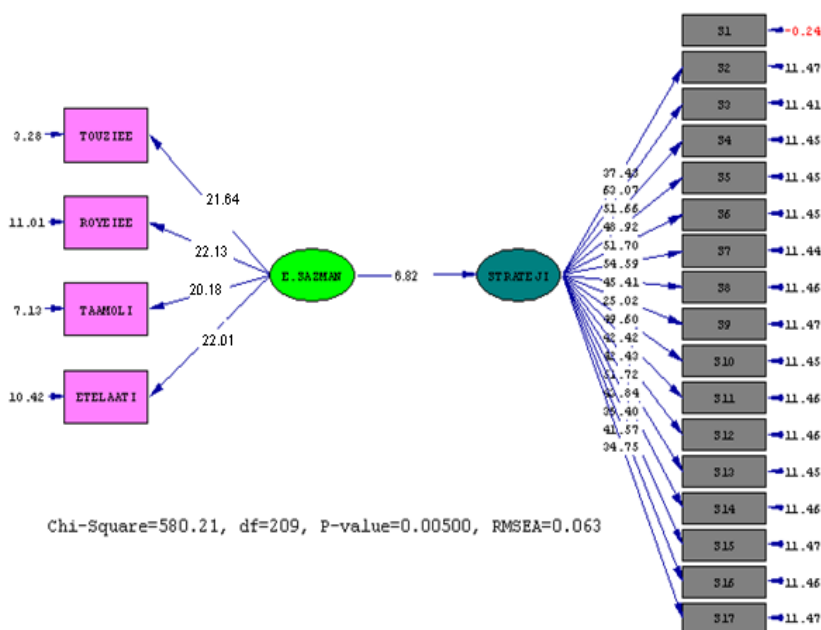 TOUZIEE
ROYEIEE
TAAMOLI
ETELAATI
3.28
11.01
7.13
10.42
21.64
22.13
20.18
22.01
E.SAZMAN
6.82
STRATEJI
37.43
63.07
51.66
48.92
51.70
54.59
45.41
25.02
49.60
42.42
42.43
51.72
41.57
34.75
S1
S2
S3
S4
S5
S6
S7
S8
S9
S10
S11
S12
S13
S14
S15
S16
S17
-0.24
11.47
11.41
11.45
11.45
11.45
11.44
11.46
11.47
11.45
11.46
11.46
11.45
11.46
11.47
11.46
11.47
Chi-Square=580.21, df=209, P-value=0.00500, RMSEA=0.063